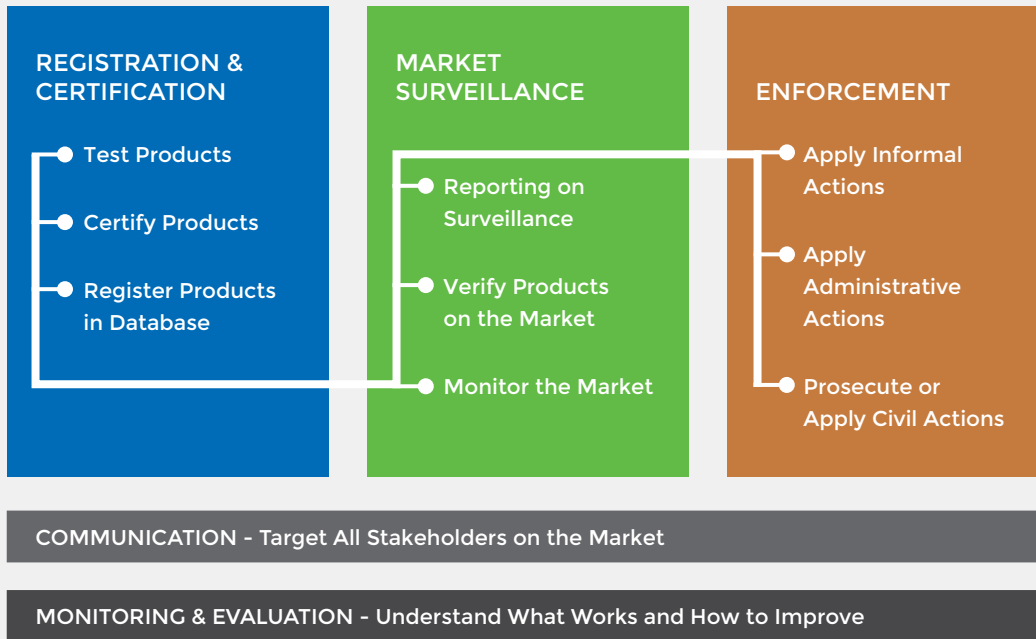 REGISTRATION &
CERTIFICATION
Test Products
Certify Products
Register Products
in Database
MARKET
SURVEILLANCE
Reporting on
Surveillance
Verify Products
on the Market
Monitor the Market
ENFORCEMENT
Apply Informal
Actions
Apply
Administrative
Actions
Prosecute or
Apply Civil Actions
COMMUNICATION - Target All Stakeholders on the Market
MONITORING & EVALUATION - Understand What Works and How to Improve